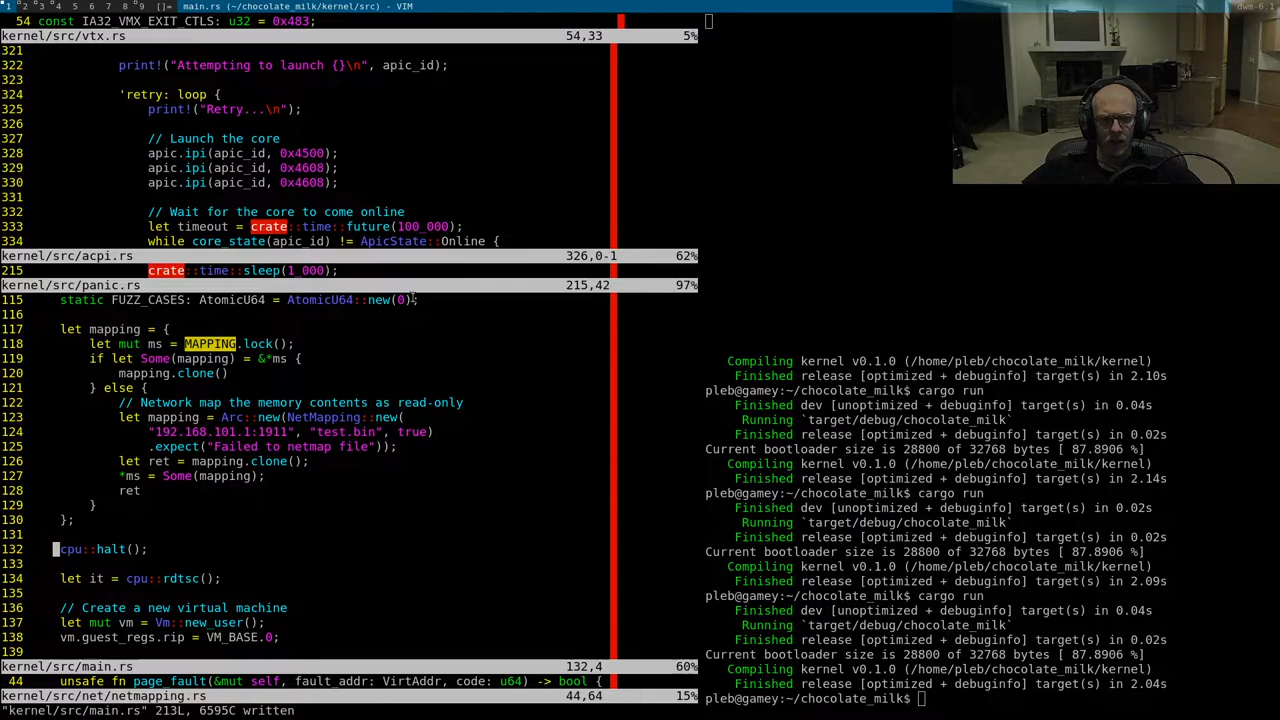 1 2 3 4 5 6 7 8 9 []= main.rs (~/chocolate_milk/kernel/src) - VIM
dwm-6.1
54 const IA32_VMX_EXIT_CTLS: u32 = 0x483;
kernel/src/vtx.rs 54,33 5%
321
322 print!("Attempting to launch {}\n", apic_id);
323
324 'retry: loop {
325 print!("Retry...\n");
326
327 // Launch the core
328 apic.ipi(apic_id, 0x4500);
329 apic.ipi(apic_id, 0x4608);
330 apic.ipi(apic_id, 0x4608);
331
332 // Wait for the core to come online
333 let timeout = crate::time::future(100_000);
334 while core_state(apic_id) != ApicState::Online {
kernel/src/acpi.rs 326,0-1 62%
215 crate::time::sleep(1_000);
kernel/src/panic.rs 215,42 97%
115 static FUZZ_CASES: AtomicU64 = AtomicU64::new(0);
116
117 let mapping = {
118 let mut ms = MAPPING.lock();
119 if let Some(mapping) = &*ms {
120 mapping.clone()
121 } else {
122 // Network map the memory contents as read-only
123 let mapping = Arc::new(NetMapping::new(
124 "192.168.101.1:1911", "test.bin", true)
125 .expect("Failed to netmap file"));
126 let ret = mapping.clone();
127 *ms = Some(mapping);
128 ret
129 }
130 };
131
132 cpu::halt();
133
134 let it = cpu::rdtsc();
135
136 // Create a new virtual machine
137 let mut vm = Vm::new_user();
138 vm.guest_regs.rip = VM_BASE.0;
139
kernel/src/main.rs 132,4 60%
44 unsafe fn page_fault(&mut self, fault_addr: VirtAddr, code: u64) -> bool {
kernel/src/net/netmapping.rs 44,64 15%
"kernel/src/main.rs" 213L, 6595C written
Compiling kernel v0.1.0 (/home/pleb/chocolate_milk/kernel)
Finished release [optimized + debuginfo] target(s) in 2.10s
pleb@gamey:~/chocolate_milk$ cargo run
Finished dev [unoptimized + debuginfo] target(s) in 0.04s
Running `target/debug/chocolate_milk`
Finished release [optimized + debuginfo] target(s) in 0.02s
Current bootloader size is 28800 of 32768 bytes [ 87.8906 %]
Compiling kernel v0.1.0 (/home/pleb/chocolate_milk/kernel)
Finished release [optimized + debuginfo] target(s) in 2.14s
pleb@gamey:~/chocolate_milk$ cargo run
Finished dev [unoptimized + debuginfo] target(s) in 0.02s
Running `target/debug/chocolate_milk`
Finished release [optimized + debuginfo] target(s) in 0.02s
Current bootloader size is 28800 of 32768 bytes [ 87.8906 %]
Compiling kernel v0.1.0 (/home/pleb/chocolate_milk/kernel)
Finished release [optimized + debuginfo] target(s) in 2.09s
pleb@gamey:~/chocolate_milk$ cargo run
Finished dev [unoptimized + debuginfo] target(s) in 0.04s
Running `target/debug/chocolate_milk`
Finished release [optimized + debuginfo] target(s) in 0.02s
Current bootloader size is 28800 of 32768 bytes [ 87.8906 %]
Compiling kernel v0.1.0 (/home/pleb/chocolate_milk/kernel)
Finished release [optimized + debuginfo] target(s) in 2.04s
pleb@gamey:~/chocolate_milk$